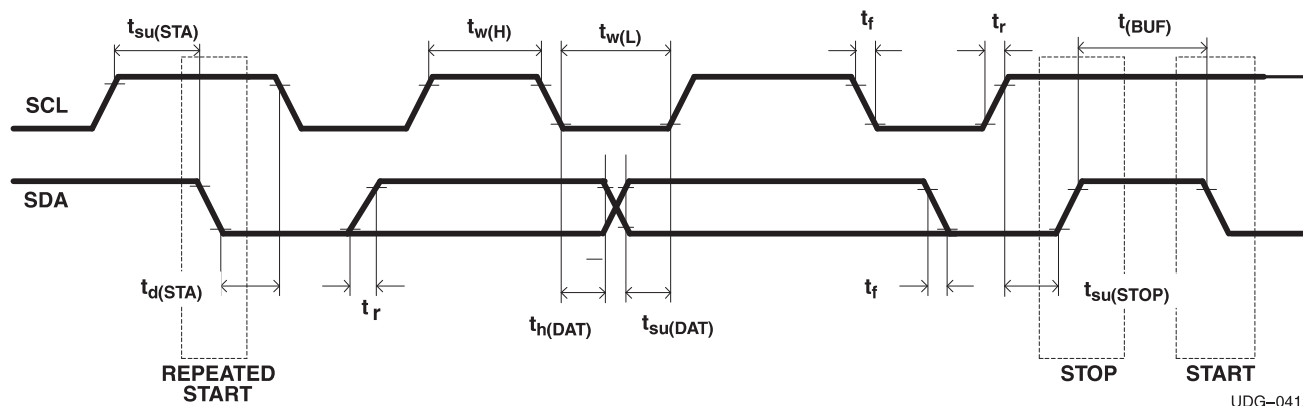 tsu(STA)
tw(H)
tw(L)
tf
tr
t(BUF)
SCL
SDA
td(STA)
tr
th(DAT)
tsu(DAT)
tf
tsu(STOP)
REPEATED
START
STOP
START
UDG–041